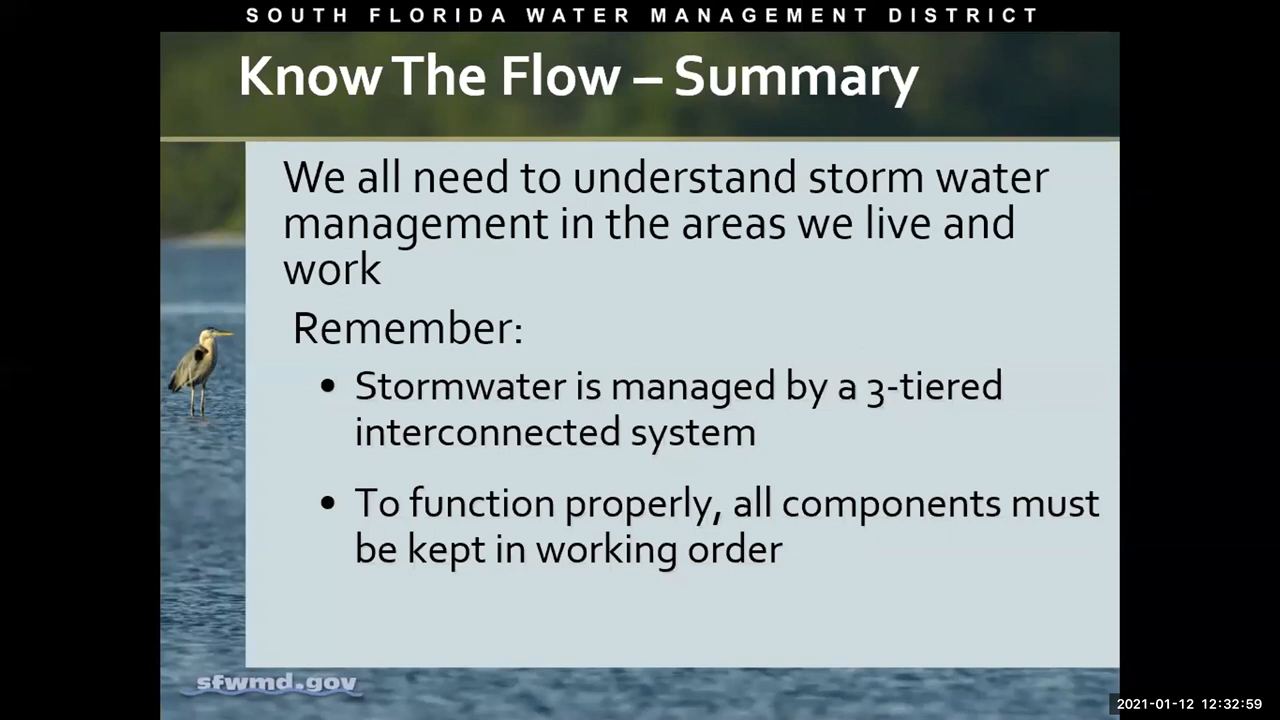 SOUTH FLORIDA WATER MANAGEMENT DISTRICT
Know The Flow – Summary
We all need to understand storm water
management in the areas we live and
work
Remember:
• Stormwater is managed by a 3-tiered
interconnected system
• To function properly, all components must
be kept in working order
sfwmd.gov
2021-01-12 12:32:59